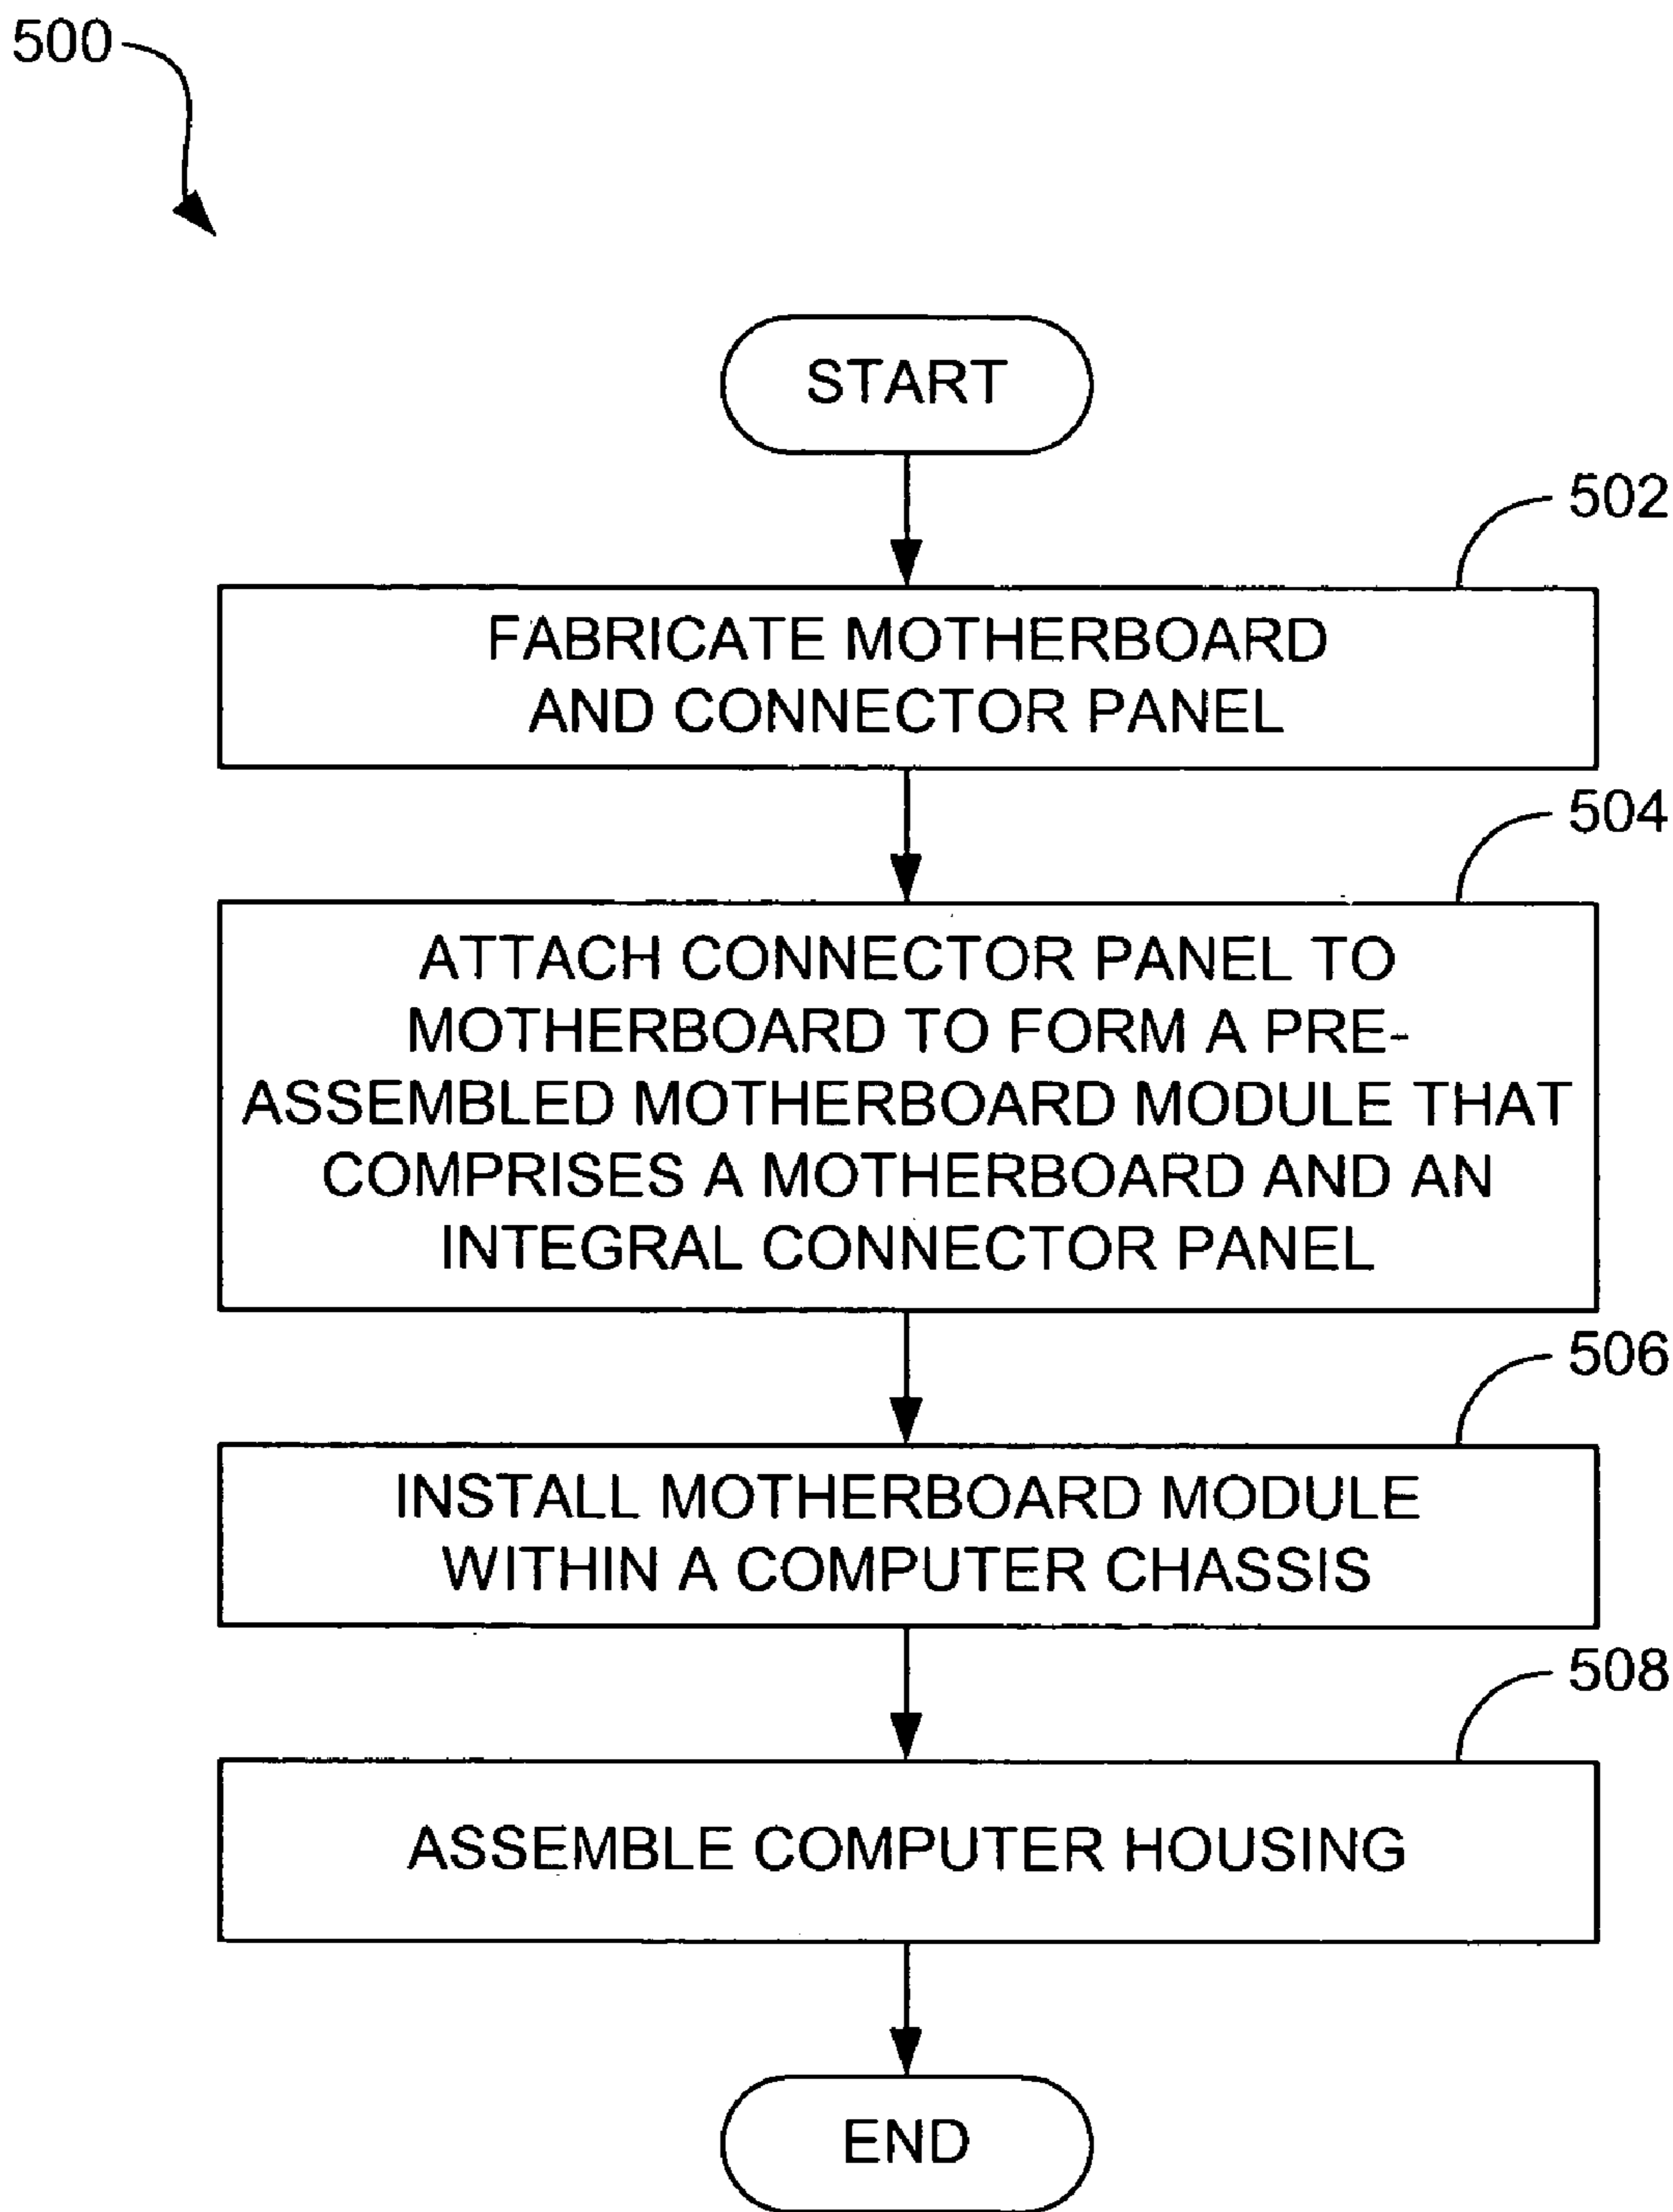 500
START
502
FABRICATE MOTHERBOARD
AND CONNECTOR PANEL
504
ATTACH CONNECTOR PANEL TO
MOTHERBOARD TO FORM A PRE-
ASSEMBLED MOTHERBOARD MODULE THAT
COMPRISES A MOTHERBOARD AND AN
INTEGRAL CONNECTOR PANEL
506
INSTALL MOTHERBOARD MODULE
WITHIN A COMPUTER CHASSIS
508
ASSEMBLE COMPUTER HOUSING
END